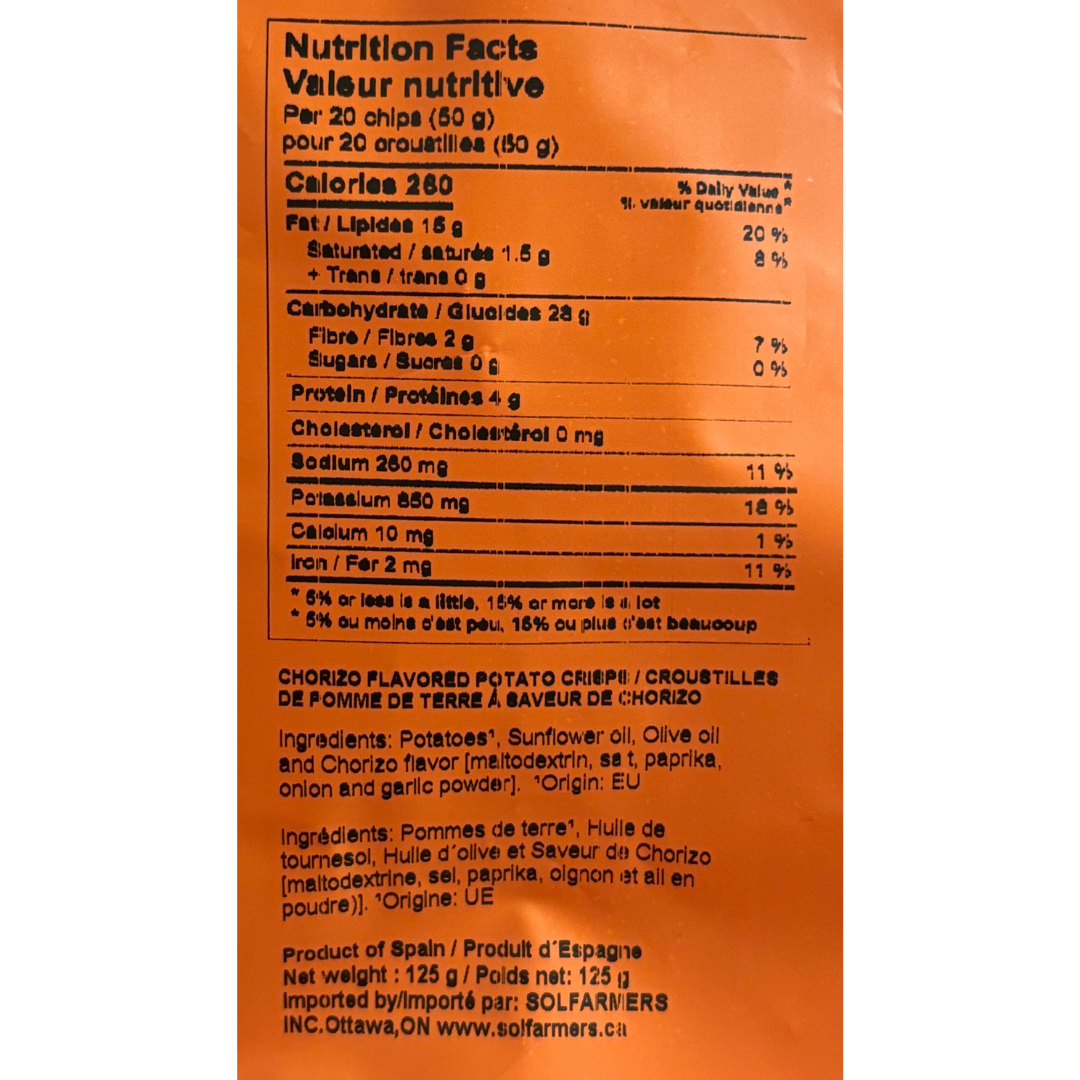 Nutrition Facts
Valeur nutritive
Per 20 chips (50 g)
pour 20 croustilles (50 g)
Calories 260
% Daily Value *
% valeur quotidienne*
Fat / Lipides 15 g 20 %
Saturated / saturés 1.5 g 8 %
+ Trans / trans 0 g
Carbohydrate / Glucides 28 g
Fibre / Fibres 2 g 7 %
Sugars / Sucres 0 g 0 %
Protein / Protéines 4 g
Cholesterol / Cholestérol 0 mg
Sodium 260 mg 11 %
Potassium 850 mg 18 %
Calcium 10 mg 1 %
Iron / Fer 2 mg 11 %
* 5% or less is a little, 15% or more is a lot
* 5% ou moins c'est peu, 15% ou plus c'est beaucoup
CHORIZO FLAVORED POTATO CRISPS / CROUSTILLES
DE POMME DE TERRE Á SAVEUR DE CHORIZO
Ingredients: Potatoes¹, Sunflower oil, Olive oil
and Chorizo flavor [maltodextrin, salt, paprika,
onion and garlic powder]. ¹Origin: EU
Ingrédients: Pommes de terre¹, Huile de
tournesol, Huile d´olive et Saveur de Chorizo
[maltodextrine, sel, paprika, oignon et ail en
poudre)]. ¹Origine: UE
Product of Spain / Produit d´Espagne
Net weight : 125 g / Poids net: 125 g
Imported by/Importé par: SOLFARMERS
INC.Ottawa,ON www.solfarmers.ca